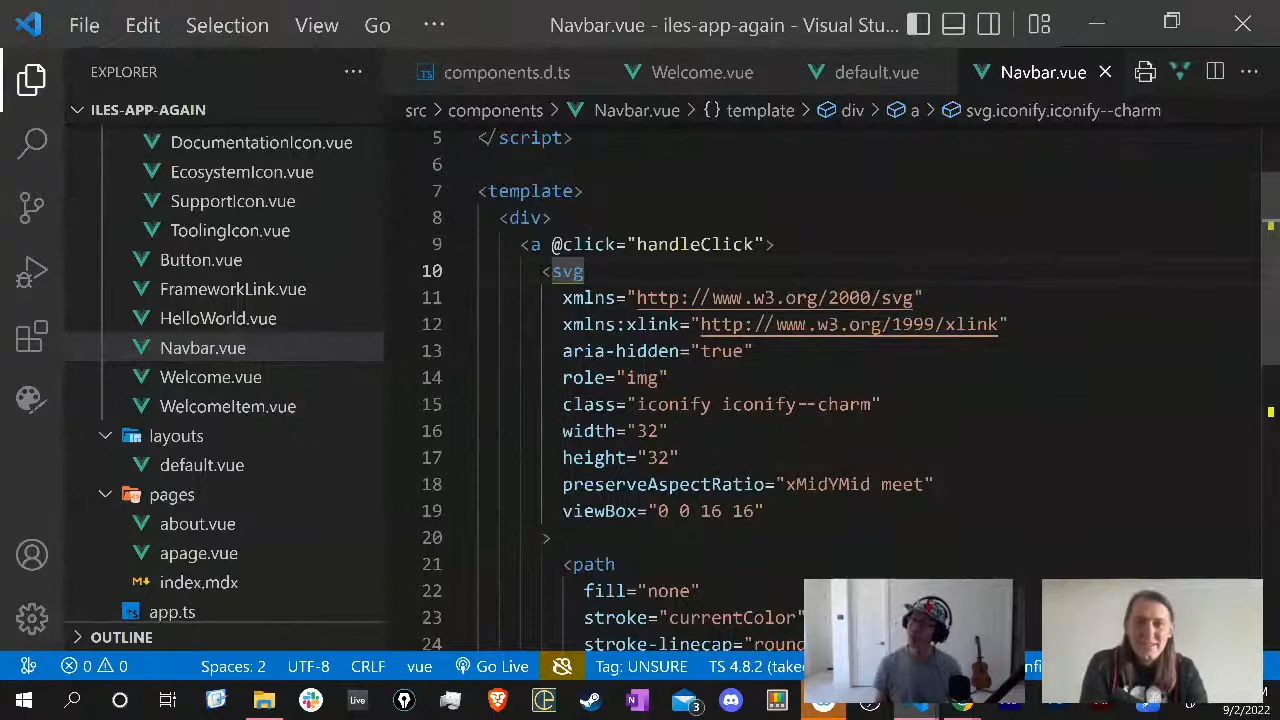 File Edit Selection View Go ··· Navbar.vue - iles-app-again - Visual Stu...
EXPLORER ···
ILES-APP-AGAIN
DocumentationIcon.vue
EcosystemIcon.vue
SupportIcon.vue
ToolingIcon.vue
Button.vue
FrameworkLink.vue
HelloWorld.vue
Navbar.vue
Welcome.vue
WelcomeItem.vue
layouts
default.vue
pages
about.vue
apage.vue
index.mdx
TS app.ts
OUTLINE
TS components.d.ts Welcome.vue default.vue Navbar.vue
src > components > Navbar.vue > {} template > div > a > svg.iconify.iconify--charm
5 </script>
6
7 <template>
8 <div>
9 <a @click="handleClick">
10 <svg
11 xmlns="http://www.w3.org/2000/svg"
12 xmlns:xlink="http://www.w3.org/1999/xlink"
13 aria-hidden="true"
14 role="img"
15 class="iconify iconify--charm"
16 width="32"
17 height="32"
18 preserveAspectRatio="xMidYMid meet"
19 viewBox="0 0 16 16"
20 >
21 <path
22 fill="none"
23 stroke="currentColor"
24 stroke-linecap="roun
0 0 Spaces: 2 UTF-8 CRLF vue Go Live Tag: UNSURE TS 4.8.2 (take
Live 3
9/2/2022